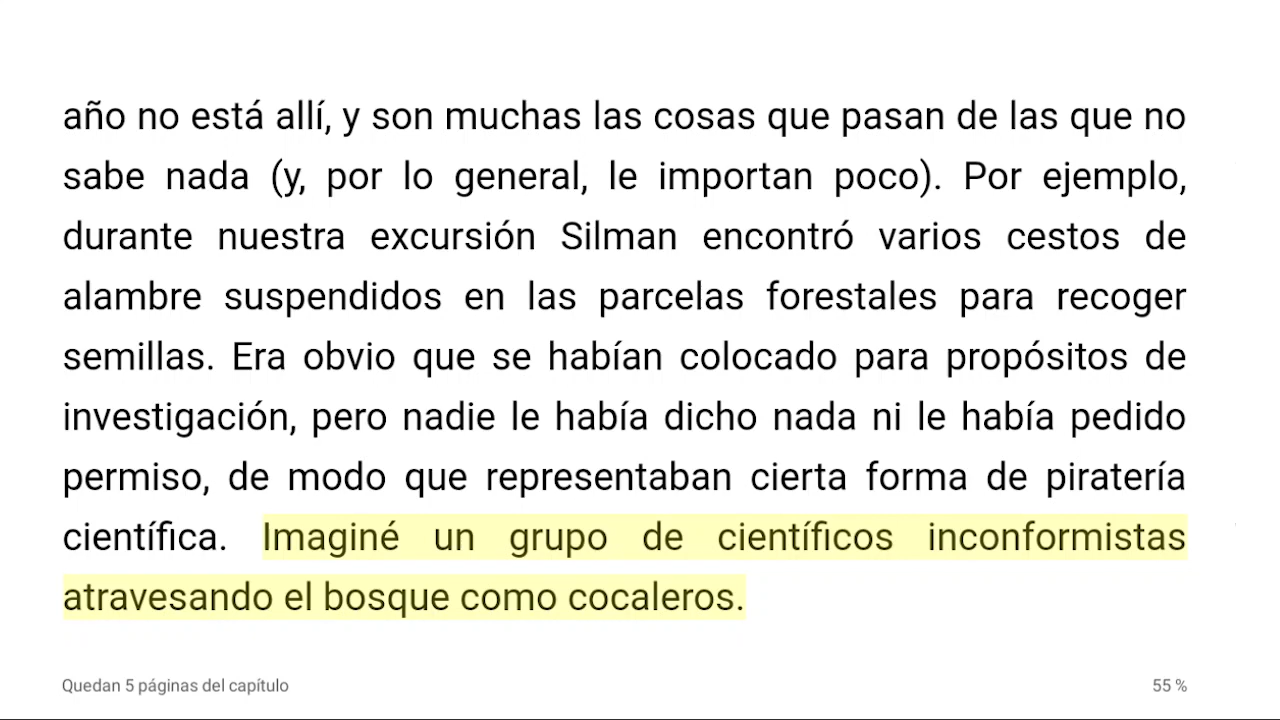 año no está allí, y son muchas las cosas que pasan de las que no
sabe nada (y, por lo general, le importan poco). Por ejemplo,
durante nuestra excursión Silman encontró varios cestos de
alambre suspendidos en las parcelas forestales para recoger
semillas. Era obvio que se habían colocado para propósitos de
investigación, pero nadie le había dicho nada ni le había pedido
permiso, de modo que representaban cierta forma de piratería
científica. Imaginé un grupo de científicos inconformistas
atravesando el bosque como cocaleros.
Quedan 5 páginas del capítulo
55 %